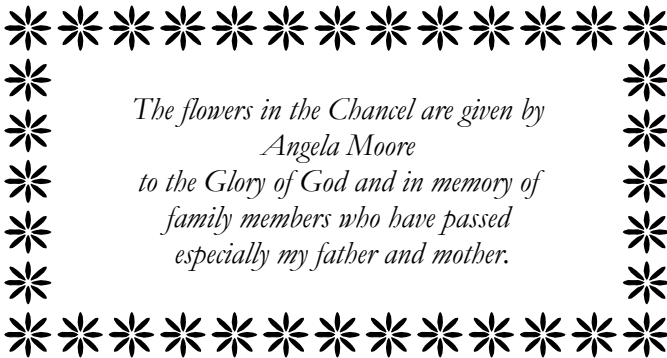 The flowers in the Chancel are given by
Angela Moore
to the Glory of God and in memory of
family members who have passed
especially my father and mother.